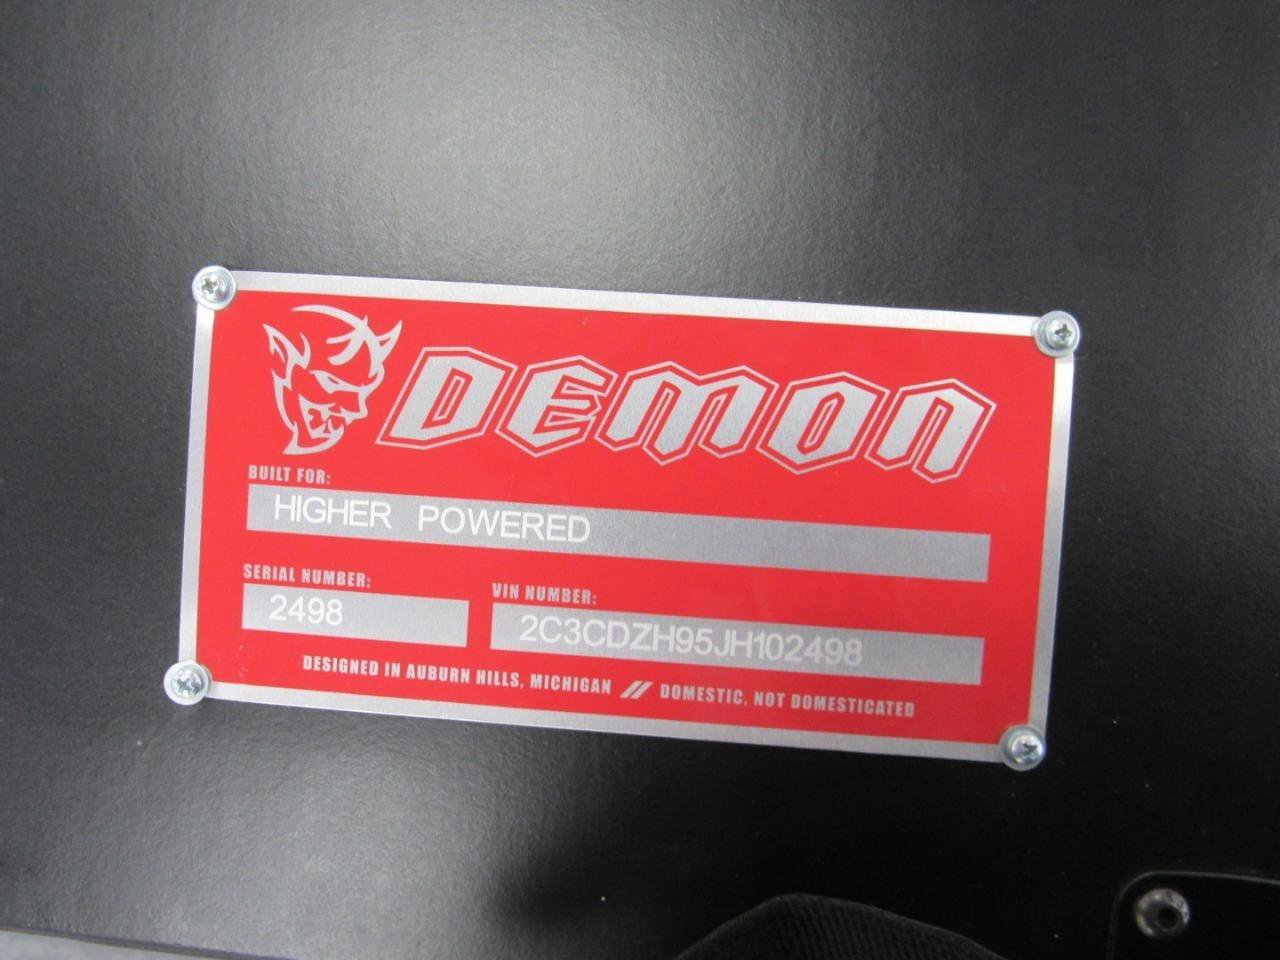 DEMON
BUILT FOR:
HIGHER POWERED
SERIAL NUMBER:
2498
VIN NUMBER:
2C3CDZH95JH102498
DESIGNED IN AUBURN HILLS, MICHIGAN // DOMESTIC, NOT DOMESTICATED